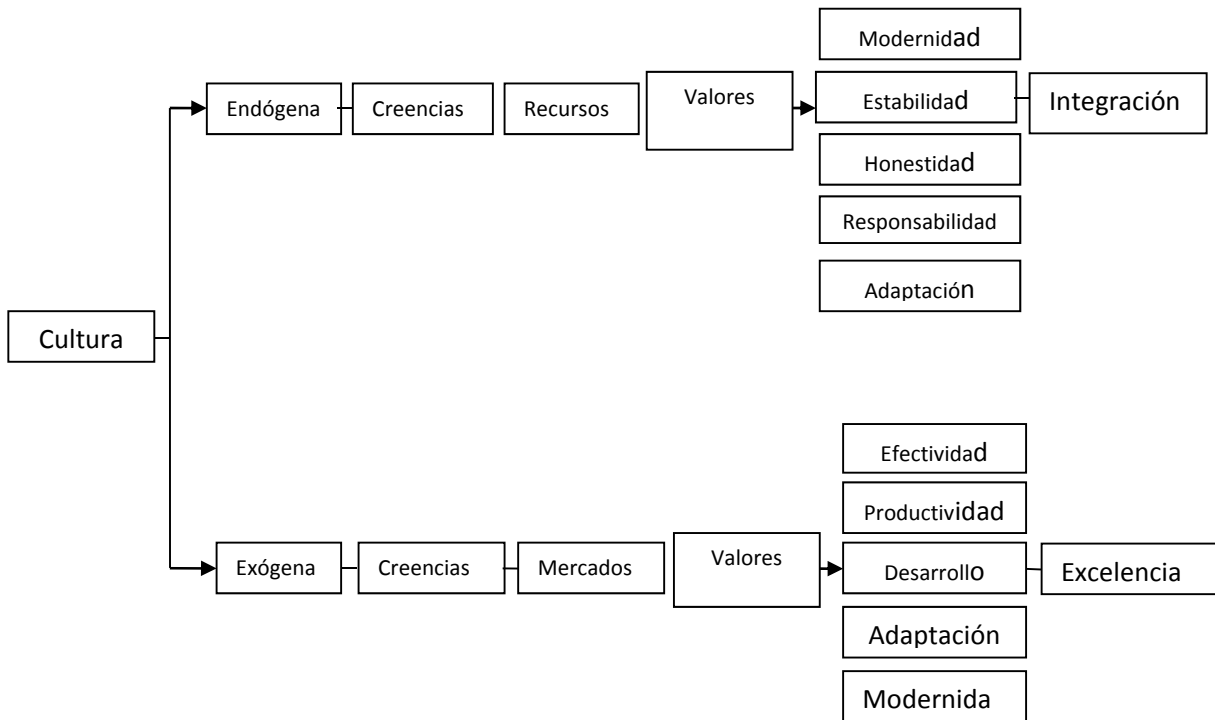 Modernidad
Endógena
Creencias
Recursos
Valores
Estabilidad
Integración
Honestidad
Responsabilidad
Adaptación
Cultura
Efectividad
Productividad
Exógena
Creencias
Mercados
Valores
Desarrollo
Excelencia
Adaptación
Modernida